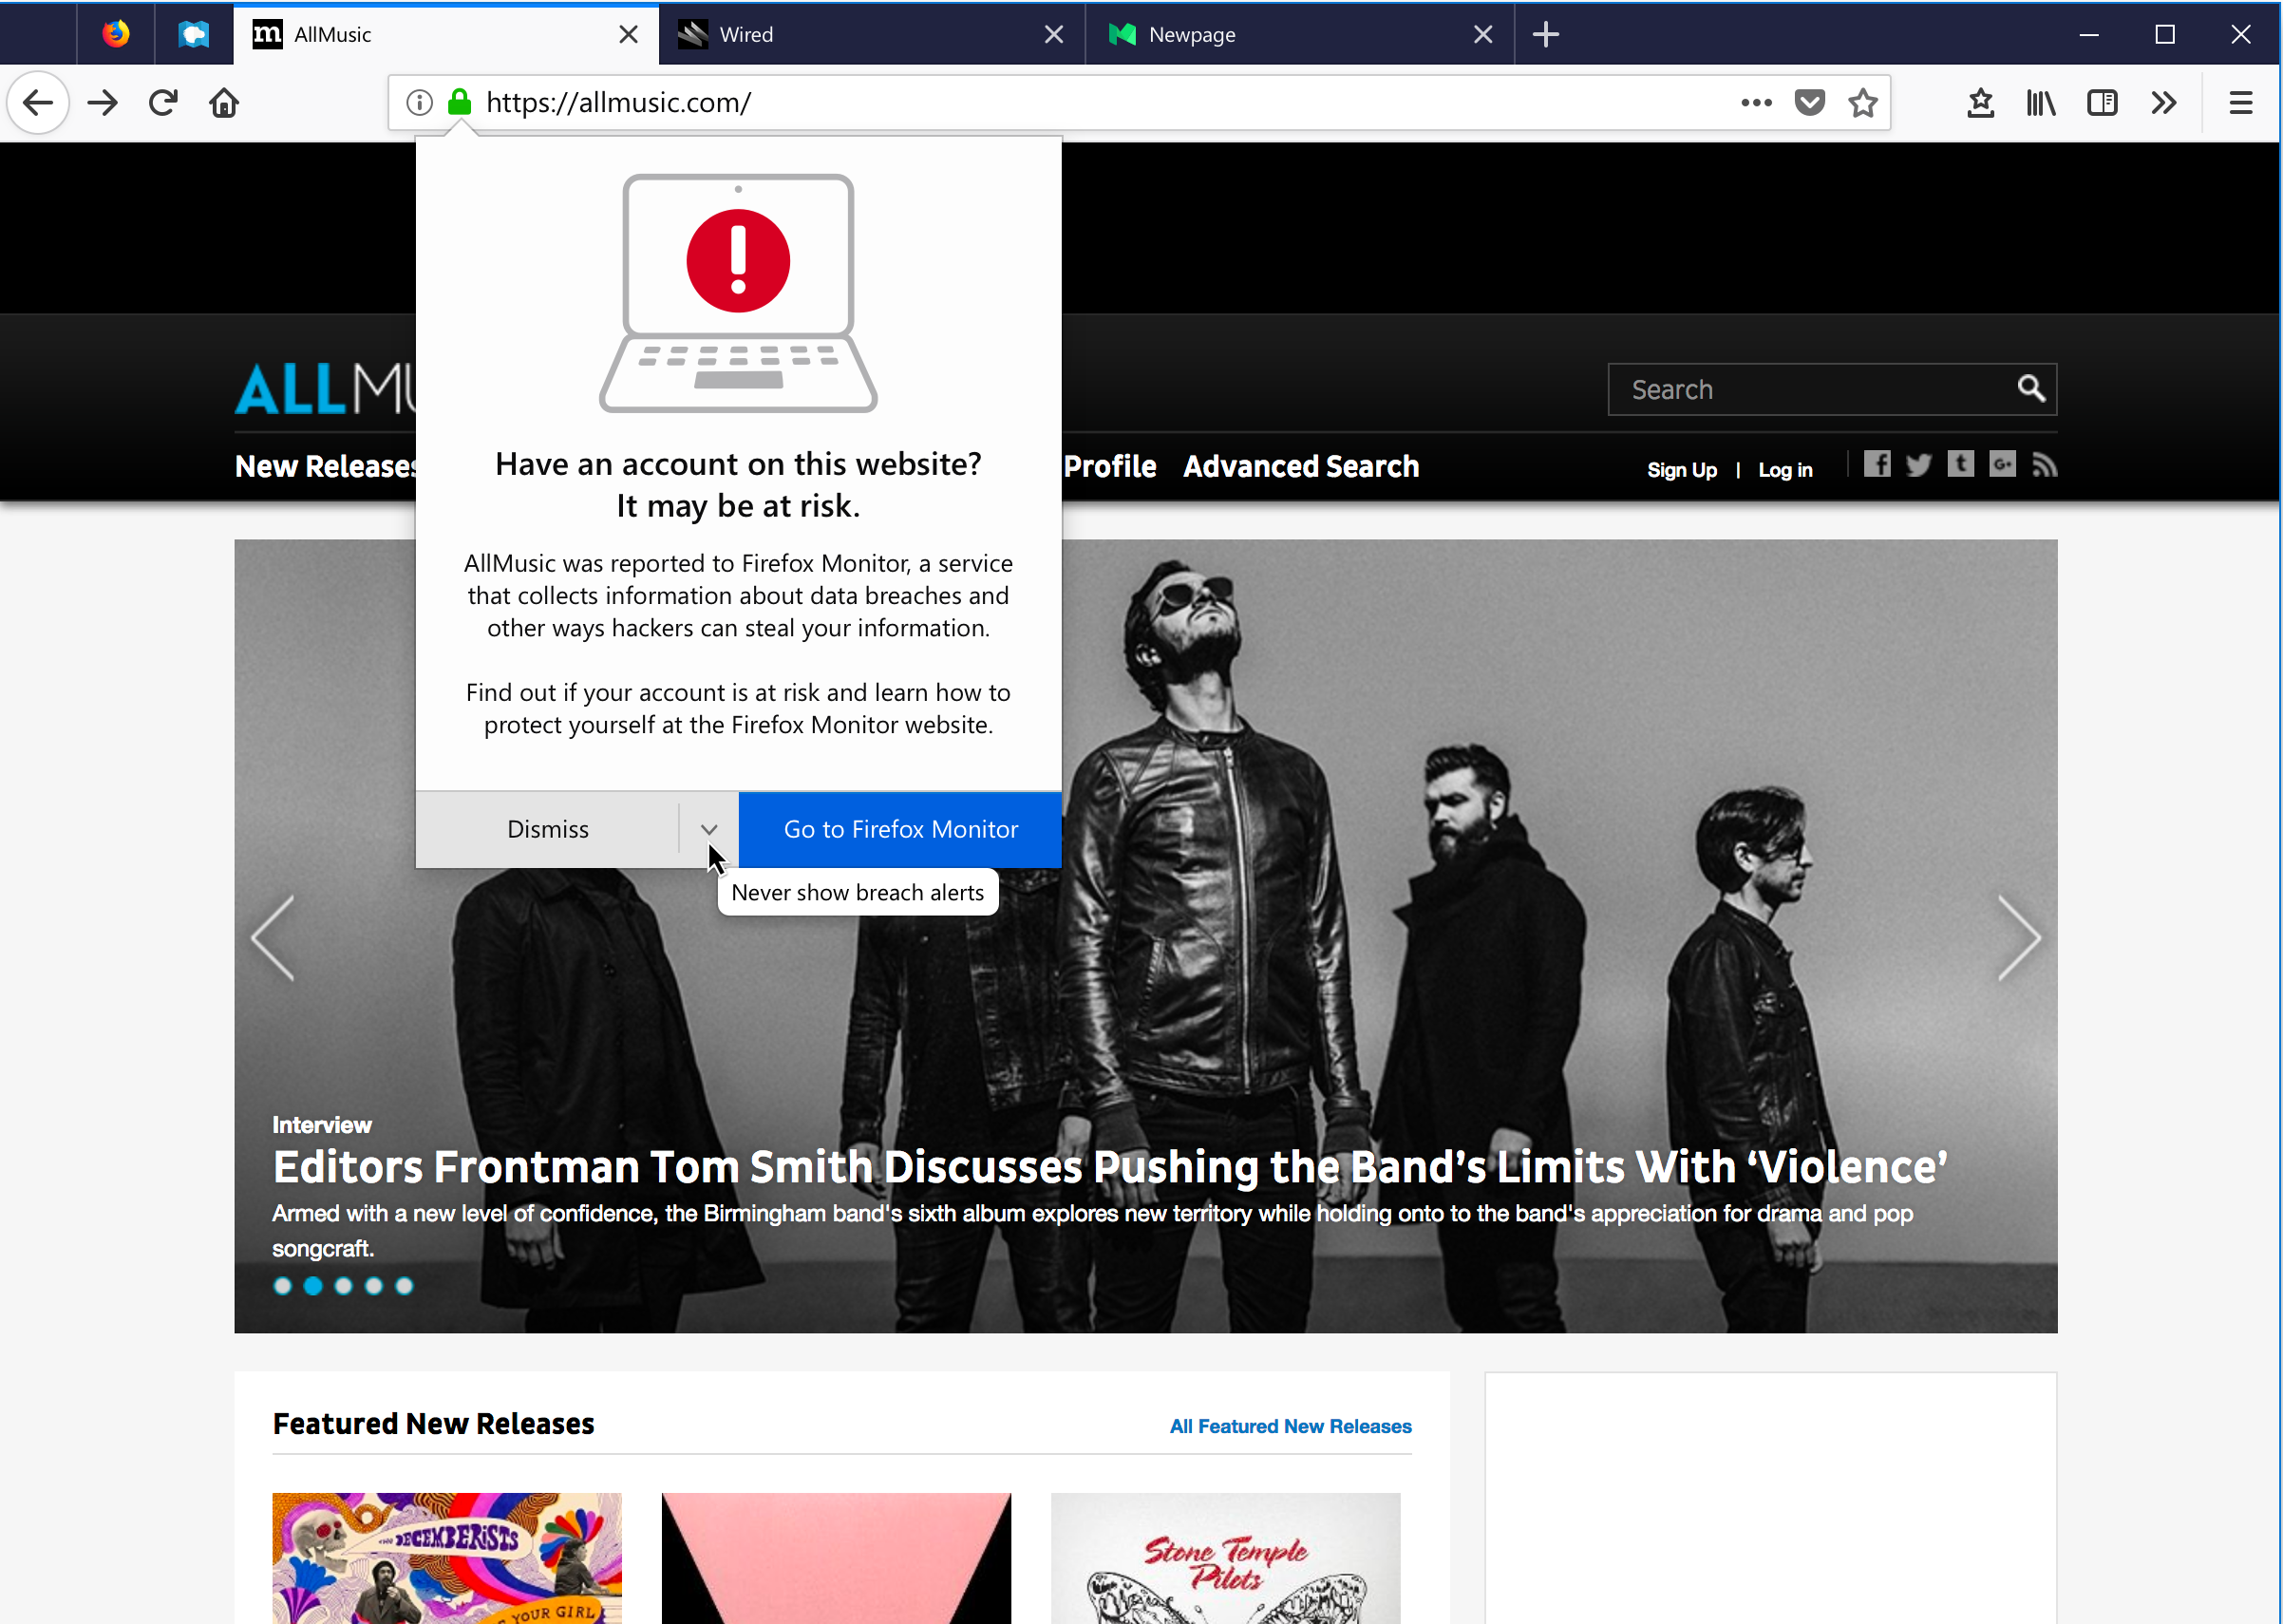 m AllMusic
Wired
Newpage
https://allmusic.com/
ALL
Search
New Releases
Profile Advanced Search
Sign Up | Log in
Have an account on this website?
It may be at risk.
AllMusic was reported to Firefox Monitor, a service
that collects information about data breaches and
other ways hackers can steal your information.
Find out if your account is at risk and learn how to
protect yourself at the Firefox Monitor website.
Dismiss
Go to Firefox Monitor
Never show breach alerts
Interview
Editors Frontman Tom Smith Discusses Pushing the Band’s Limits With ‘Violence’
Armed with a new level of confidence, the Birmingham band's sixth album explores new territory while holding onto to the band's appreciation for drama and pop
songcraft.
Featured New Releases
All Featured New Releases
THE DECEMBERISTS
YOUR GIRL
Stone Temple
Pilots